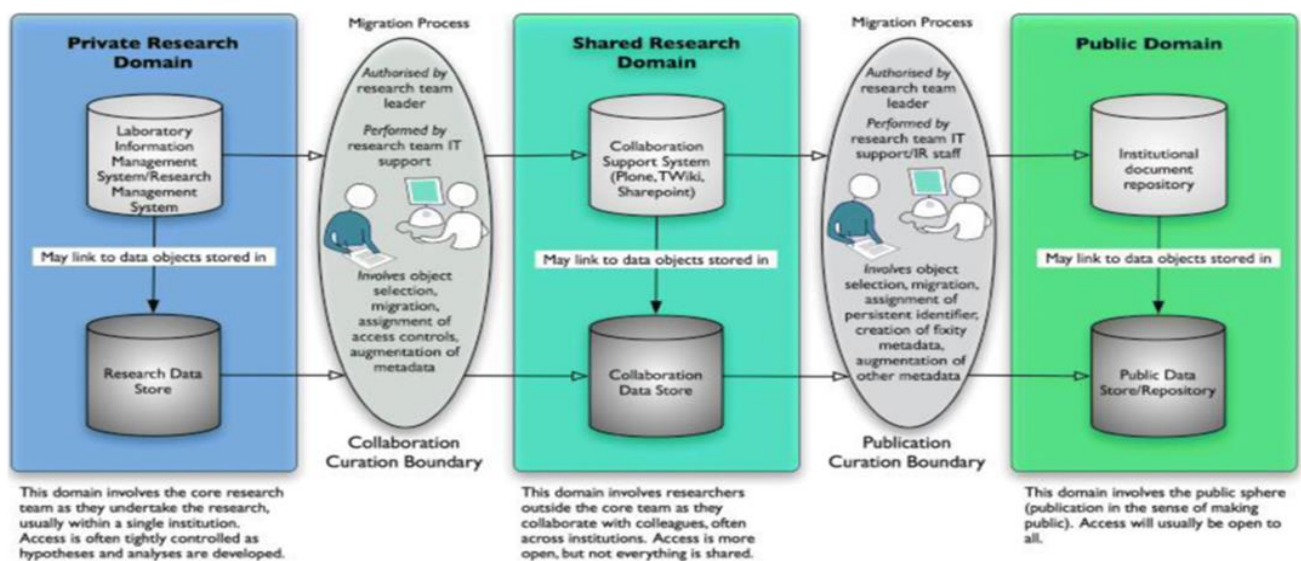 Private Research
Domain
Laboratory
Information
Management
System/Research
Management
System
May link to data objects stored in
Research Data
Store
This domain involves the core research
team as they undertake the research,
usually within a single institution.
Access is often tightly controlled as
hypotheses and analyses are developed.
Migration Process
Authorised by
research team
leader
Performed by
research team IT
support
Involves object
selection,
migration,
assignment of
access controls,
augmentation of
metadata
Collaboration
Curation Boundary
Shared Research
Domain
Collaboration
Support System
(Plone, TWiki,
Sharepoint)
May link to data objects stored in
Collaboration
Data Store
This domain involves researchers
outside the core team as they
collaborate with colleagues, often
across institutions. Access is more
open, but not everything is shared.
Migration Process
Authorised by
research team
leader
Performed by
research team IT
support/IR staff
Involves object
selection, migration,
assignment of
persistent identifier,
creation of fixity
metadata,
augmentation of
other metadata
Publication
Curation Boundary
Public Domain
Institutional
document
repository
May link to data objects stored in
Public Data
Store/Repository
This domain involves the public sphere
(publication in the sense of making
public). Access will usually be open to
all.